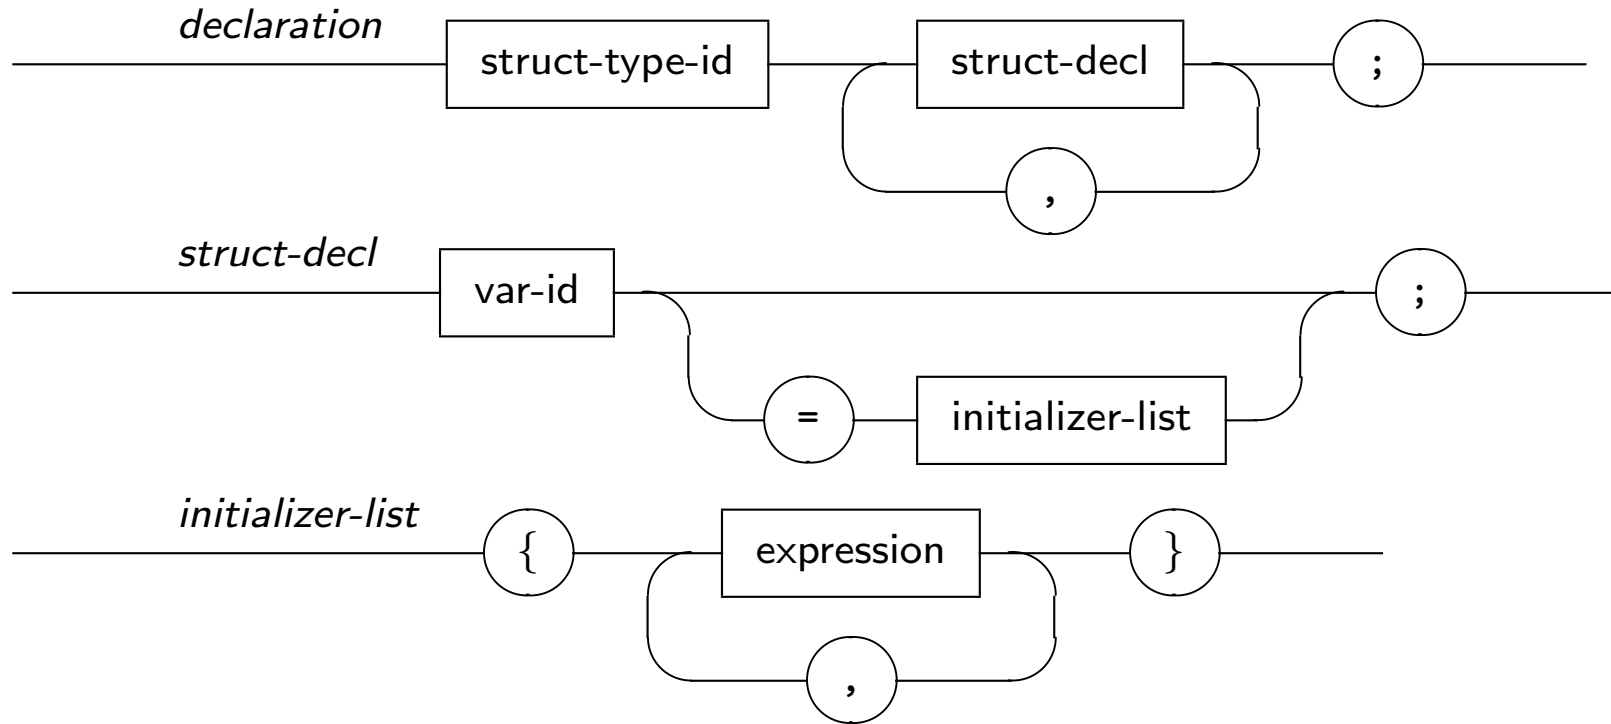 declaration
struct-type-id struct-decl ;
,
struct-decl
var-id ;
= initializer-list
initializer-list
{ expression }
,